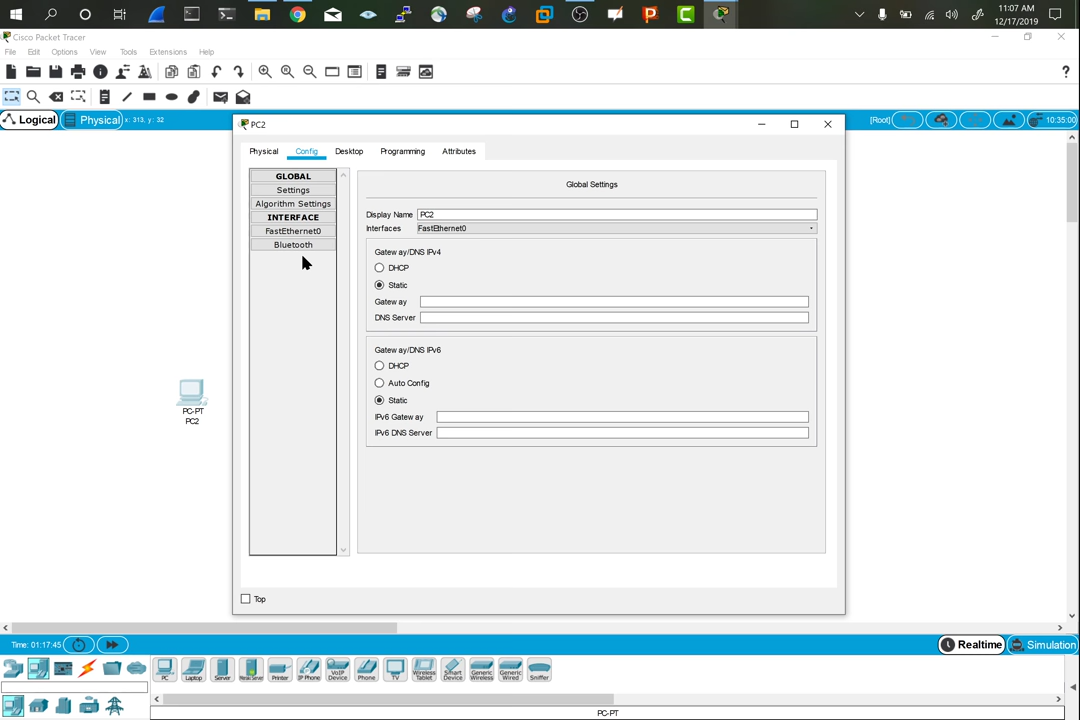 11:07 AM
12/17/2019
Cisco Packet Tracer
File Edit Options View Tools Extensions Help
?
Logical Physical x: 313, y: 32 [Root] 10:35:00
PC2
Physical Config Desktop Programming Attributes
GLOBAL
Settings
Algorithm Settings
INTERFACE
FastEthernet0
Bluetooth
Global Settings
Display Name PC2
Interfaces FastEthernet0
Gateway/DNS IPv4
DHCP
Static
Gateway
DNS Server
Gateway/DNS IPv6
DHCP
Auto Config
Static
IPv6 Gateway
IPv6 DNS Server
PC-PT
PC2
Top
Time: 01:17:45 Realtime Simulation
PC Laptop Server Printer IP Phone VoIP Device Phone TV Wireless Tablet Smart Device Generic Wireless Generic Wired Sniffer
PC-PT